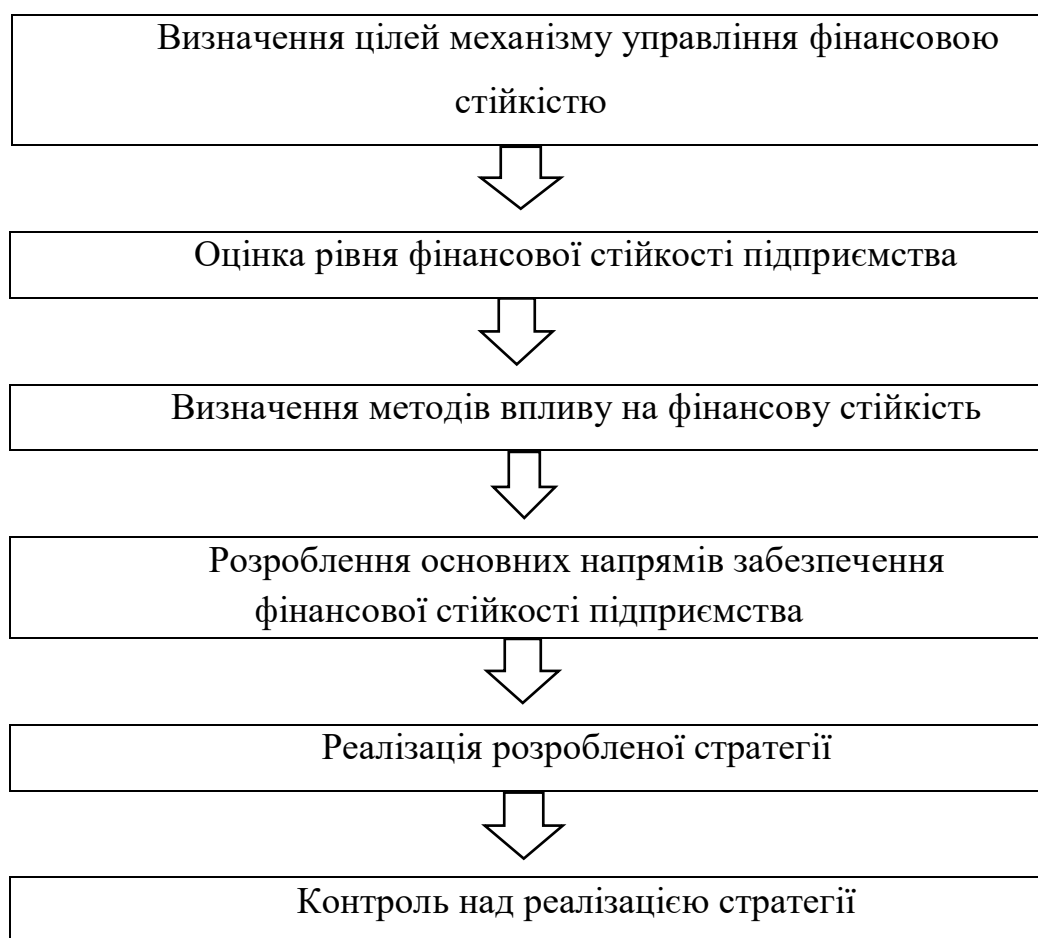 Визначення цілей механізму управління фінансовою
стійкістю
Оцінка рівня фінансової стійкості підприємства
Визначення методів впливу на фінансову стійкість
Розроблення основних напрямів забезпечення
фінансової стійкості підприємства
Реалізація розробленої стратегії
Контроль над реалізацією стратегії